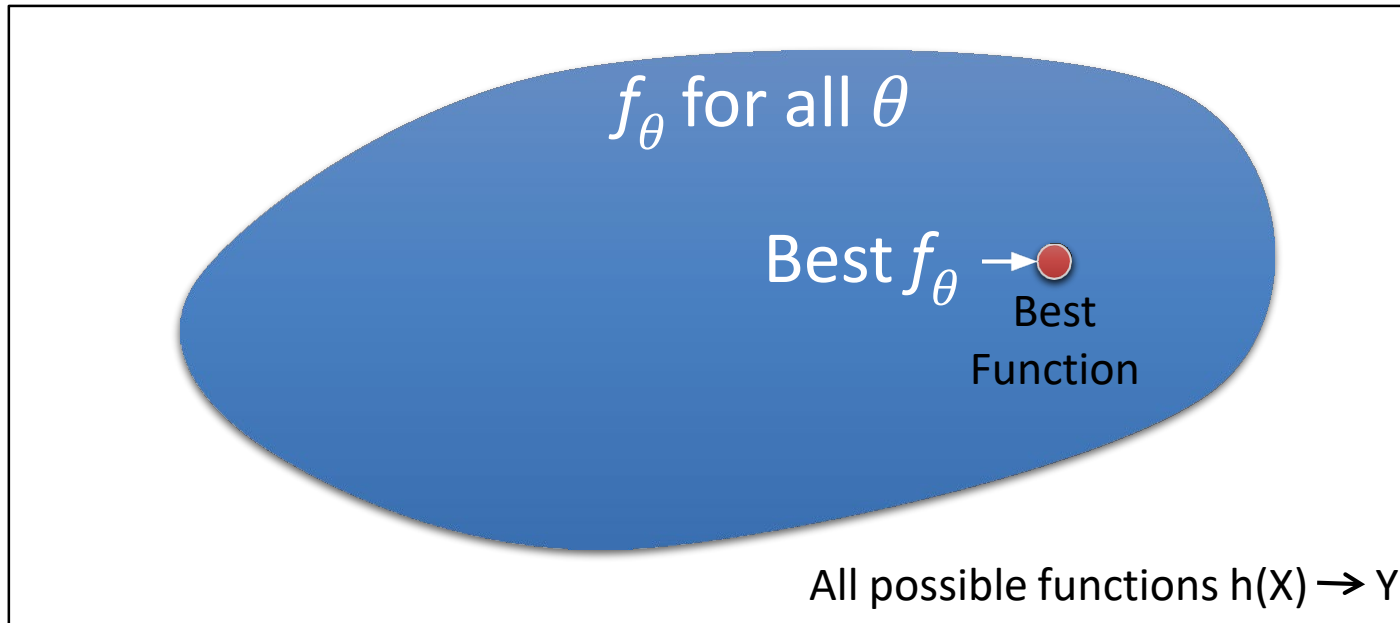 f_θ for all θ
Best f_θ →
Best
Function
All possible functions h(X) → Y